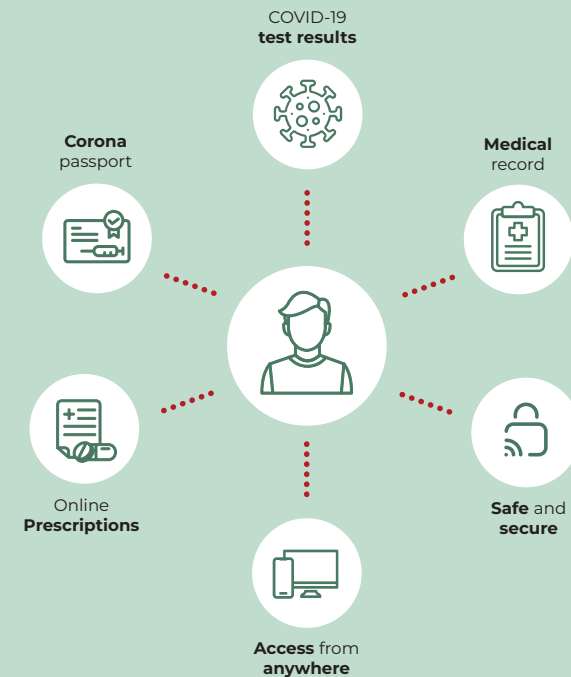 COVID-19
test results
Corona
passport
Medical
record
Online
Prescriptions
Safe and
secure
Access from
anywhere